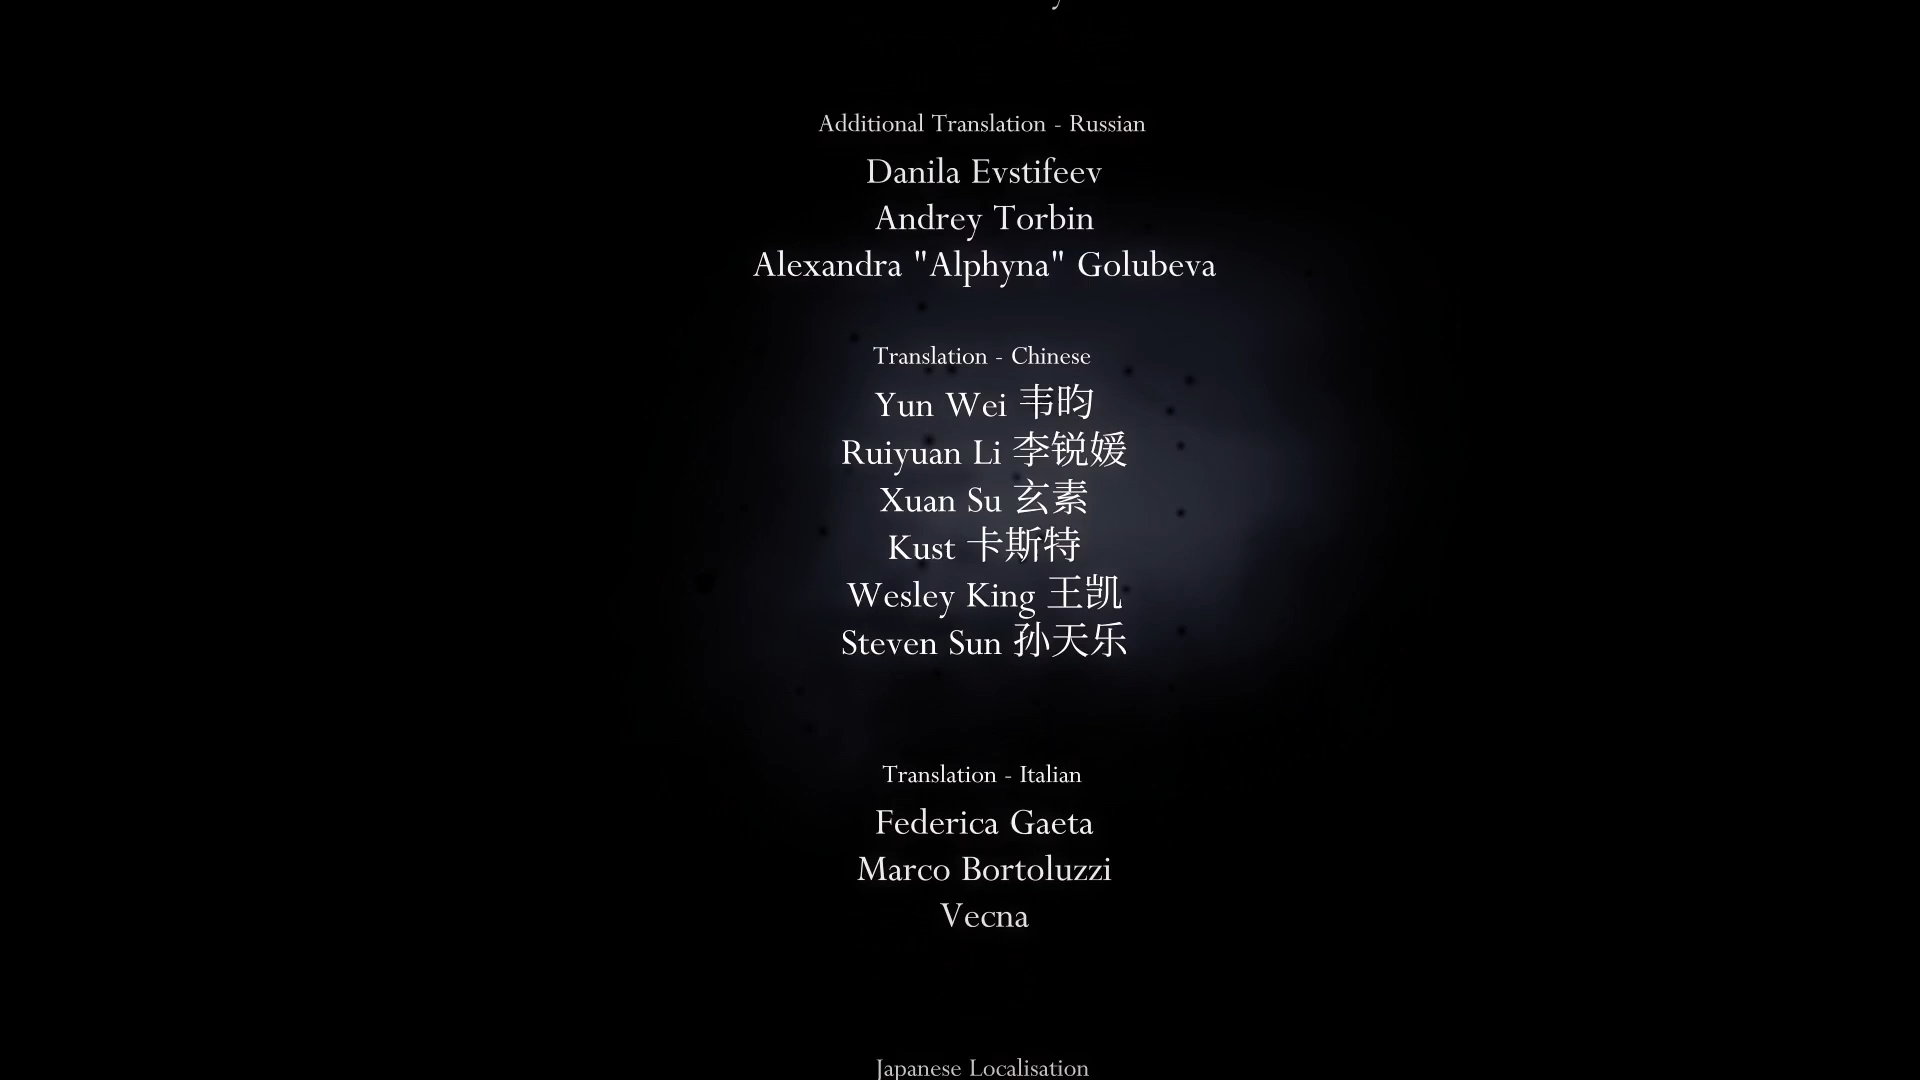 Additional Translation - Russian
Danila Evstifeev
Andrey Torbin
Alexandra "Alphyna" Golubeva
Translation - Chinese
Yun Wei 韦昀
Ruiyuan Li 李锐媛
Xuan Su 玄素
Kust 卡斯特
Wesley King 王凯
Steven Sun 孙天乐
Translation - Italian
Federica Gaeta
Marco Bortoluzzi
Vecna
Japanese Localisation